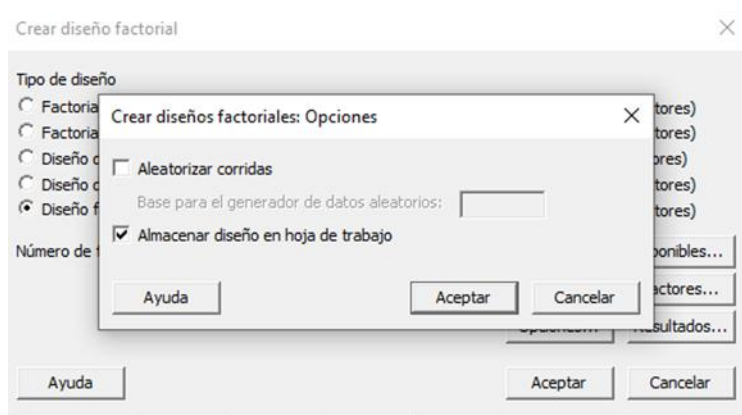 Crear diseño factorial
Tipo de diseño
Crear diseños factoriales: Opciones
Aleatorizar corridas
Base para el generador de datos aleatorios:
Almacenar diseño en hoja de trabajo
Número de
Ayuda
Aceptar
Cancelar
Ayuda
Aceptar
Cancelar